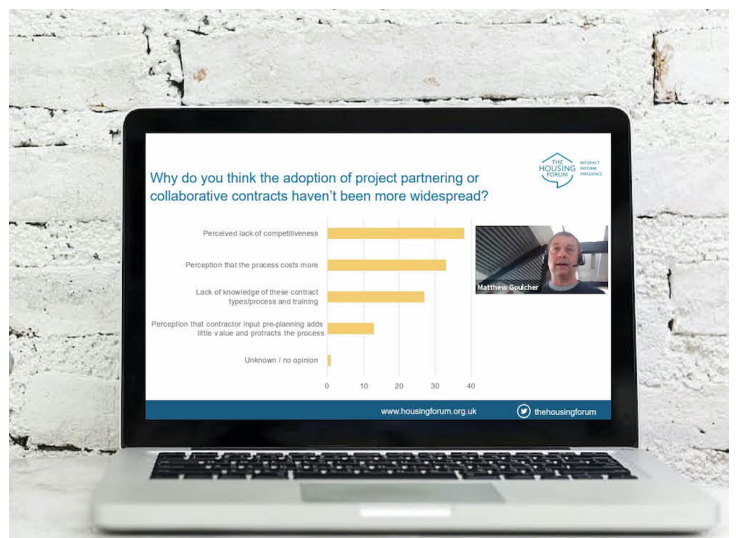 Why do you think the adoption of project partnering or
collaborative contracts haven't been more widespread?
THE
HOUSING
FORUM
INTERACT
INFORM
INFLUENCE
Perceived lack of competitiveness
Perception that the process costs more
Lack of knowledge of these contract
types/process and training
Perception that contractor input pre-planning adds
little value and protracts the process
Unknown / no opinion
0 10 20 30 40
Matthew Goulcher
www.housingforum.org.uk
thehousingforum